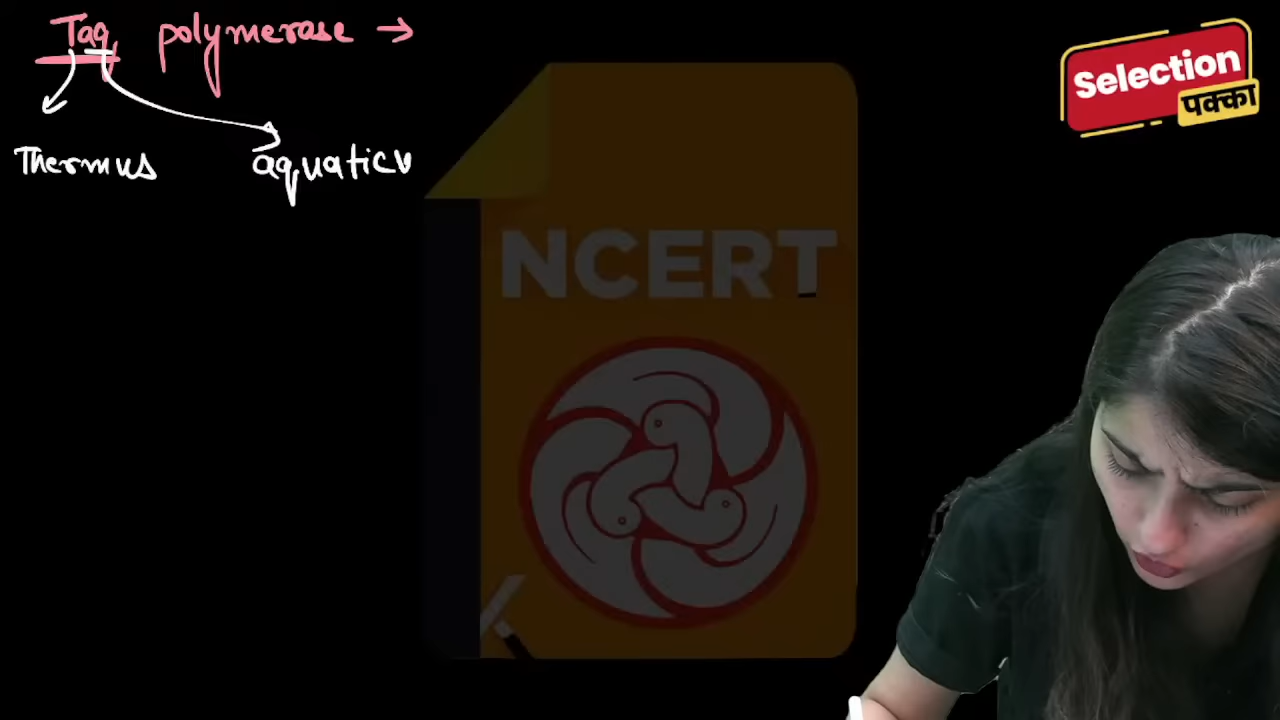 Taq polymerase →
Thermus aquaticu
Selection
पक्का
NCERT